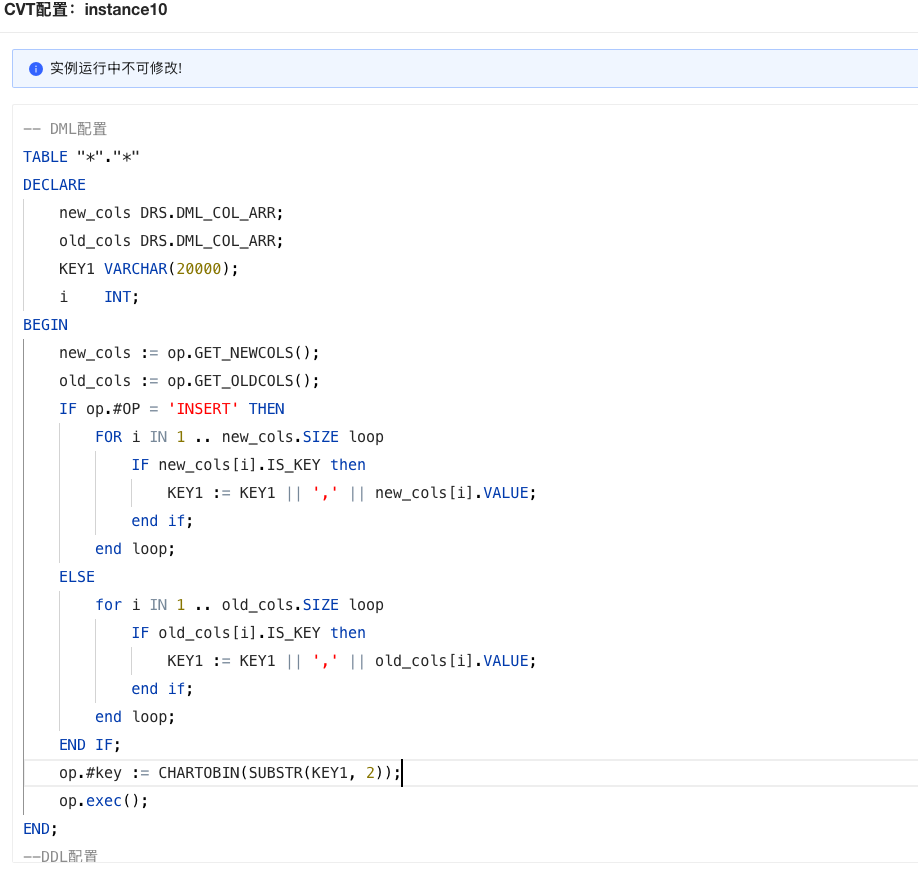 CVT配置：instance10
实例运行中不可修改!
-- DML配置
TABLE "*"."*"
DECLARE
    new_cols DRS.DML_COL_ARR;
    old_cols DRS.DML_COL_ARR;
    KEY1 VARCHAR(20000);
    i    INT;
BEGIN
    new_cols := op.GET_NEWCOLS();
    old_cols := op.GET_OLDCOLS();
    IF op.#OP = 'INSERT' THEN
        FOR i IN 1 .. new_cols.SIZE loop
            IF new_cols[i].IS_KEY then
                KEY1 := KEY1 || ',' || new_cols[i].VALUE;
            end if;
        end loop;
    ELSE
        for i IN 1 .. old_cols.SIZE loop
            IF old_cols[i].IS_KEY then
                KEY1 := KEY1 || ',' || old_cols[i].VALUE;
            end if;
        end loop;
    END IF;
    op.#key := CHARTOBIN(SUBSTR(KEY1, 2));
    op.exec();
END;
--DDL配置